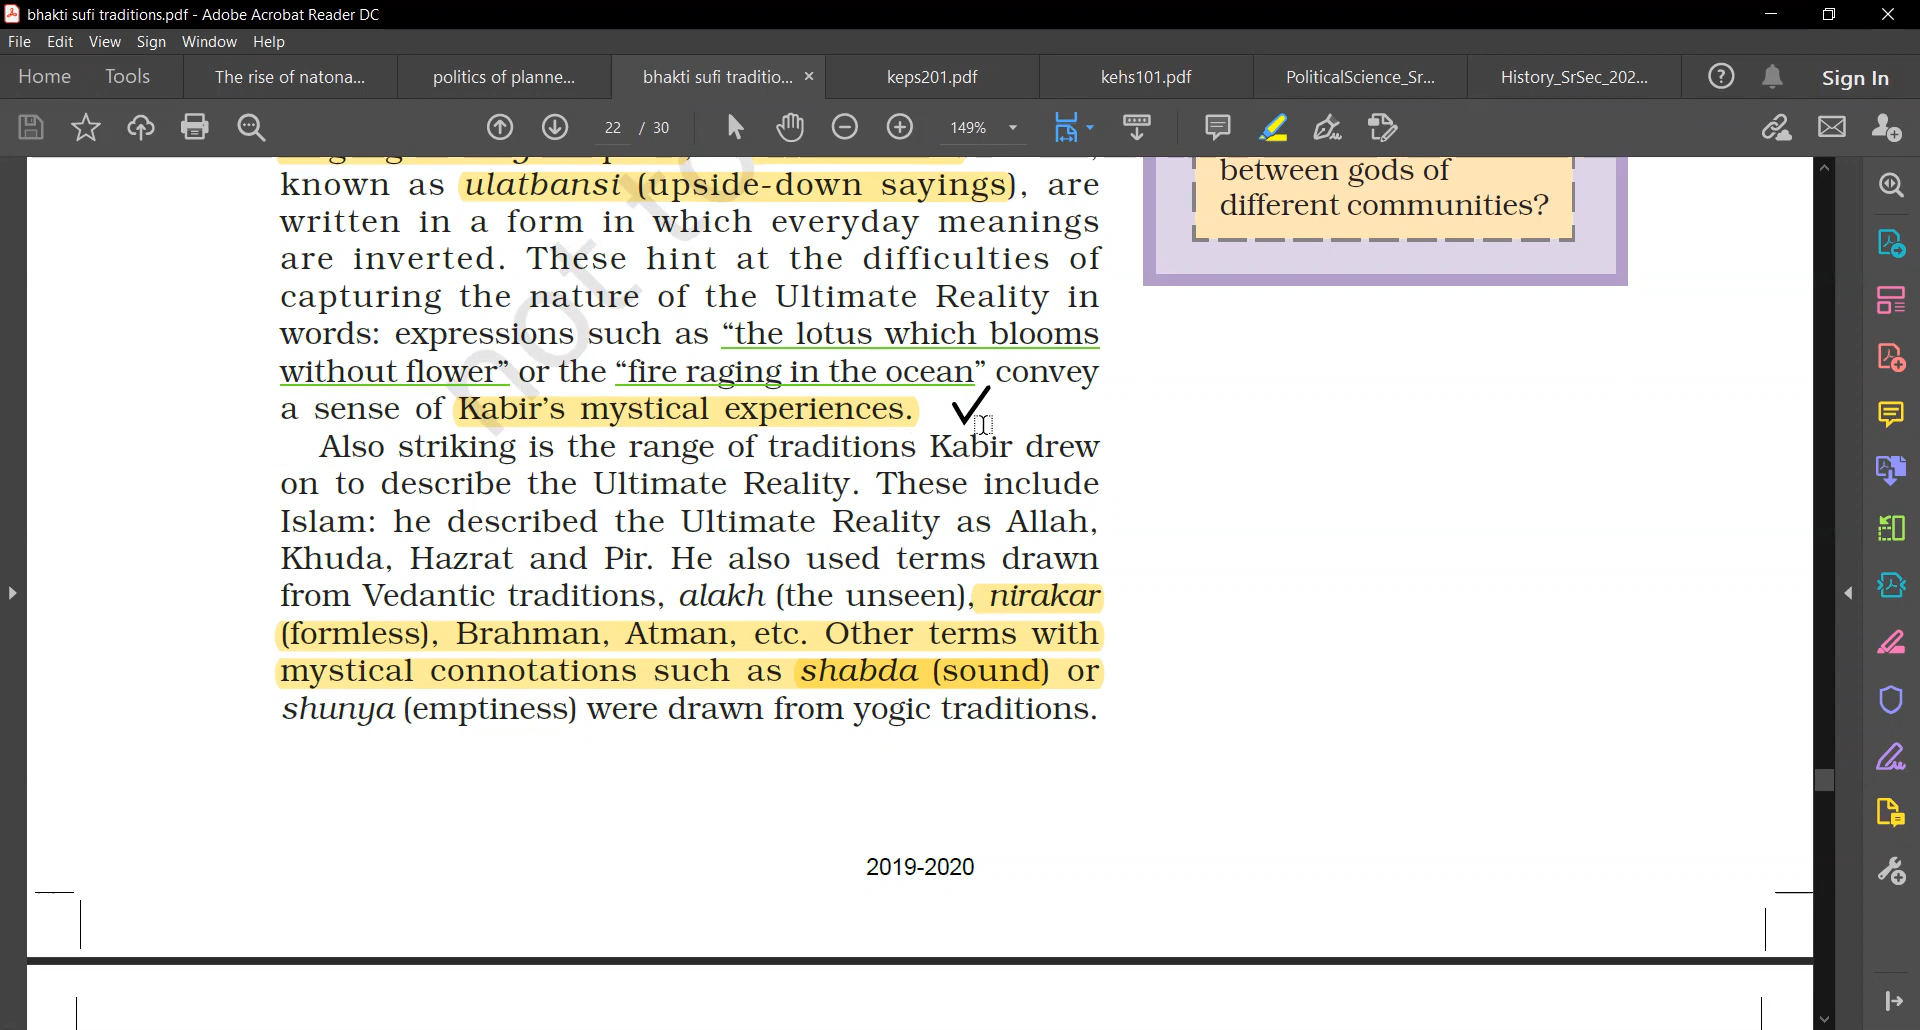 bhakti sufi traditions.pdf - Adobe Acrobat Reader DC
File Edit View Sign Window Help
Home Tools The rise of natona... politics of planne... bhakti sufi traditio... × keps201.pdf kehs101.pdf PoliticalScience_Sr... History_SrSec_202... Sign In
22 / 30 149%
known as ulatbansi (upside-down sayings), are
written in a form in which everyday meanings
are inverted. These hint at the difficulties of
capturing the nature of the Ultimate Reality in
words: expressions such as “the lotus which blooms
without flower” or the “fire raging in the ocean” convey
a sense of Kabir’s mystical experiences.
Also striking is the range of traditions Kabir drew
on to describe the Ultimate Reality. These include
Islam: he described the Ultimate Reality as Allah,
Khuda, Hazrat and Pir. He also used terms drawn
from Vedantic traditions, alakh (the unseen), nirakar
(formless), Brahman, Atman, etc. Other terms with
mystical connotations such as shabda (sound) or
shunya (emptiness) were drawn from yogic traditions.
between gods of
different communities?
not to
2019-2020